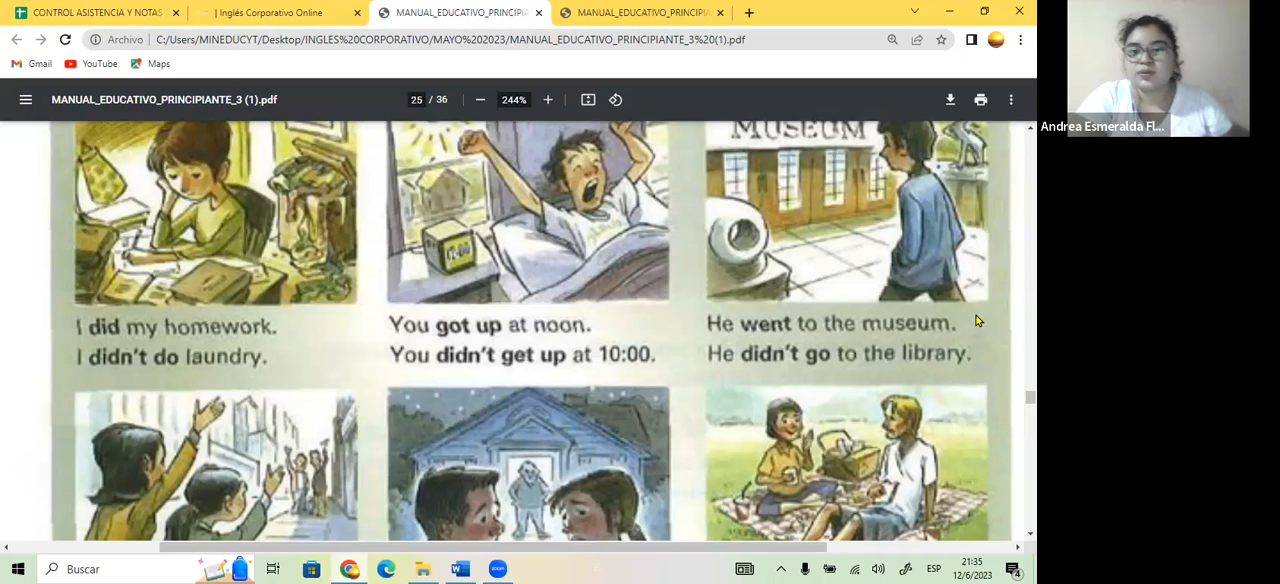 CONTROL ASISTENCIA Y NOTAS
| Inglés Corporativo Online
MANUAL_EDUCATIVO_PRINCIPI
MANUAL_EDUCATIVO_PRINCIPI
Archivo
C:/Users/MINEDUCYT/Desktop/INGLES%20CORPORATIVO/MAYO%202023/MANUAL_EDUCATIVO_PRINCIPIANTE_3%20(1).pdf
Gmail
YouTube
Maps
MANUAL_EDUCATIVO_PRINCIPIANTE_3 (1).pdf
25 / 36
244%
Andrea Esmeralda Fl...
MUSEUM
I did my homework.
I didn't do laundry.
You got up at noon.
You didn't get up at 10:00.
He went to the museum.
He didn't go to the library.
Buscar
zoom
ESP
21:35
12/6/2023
4